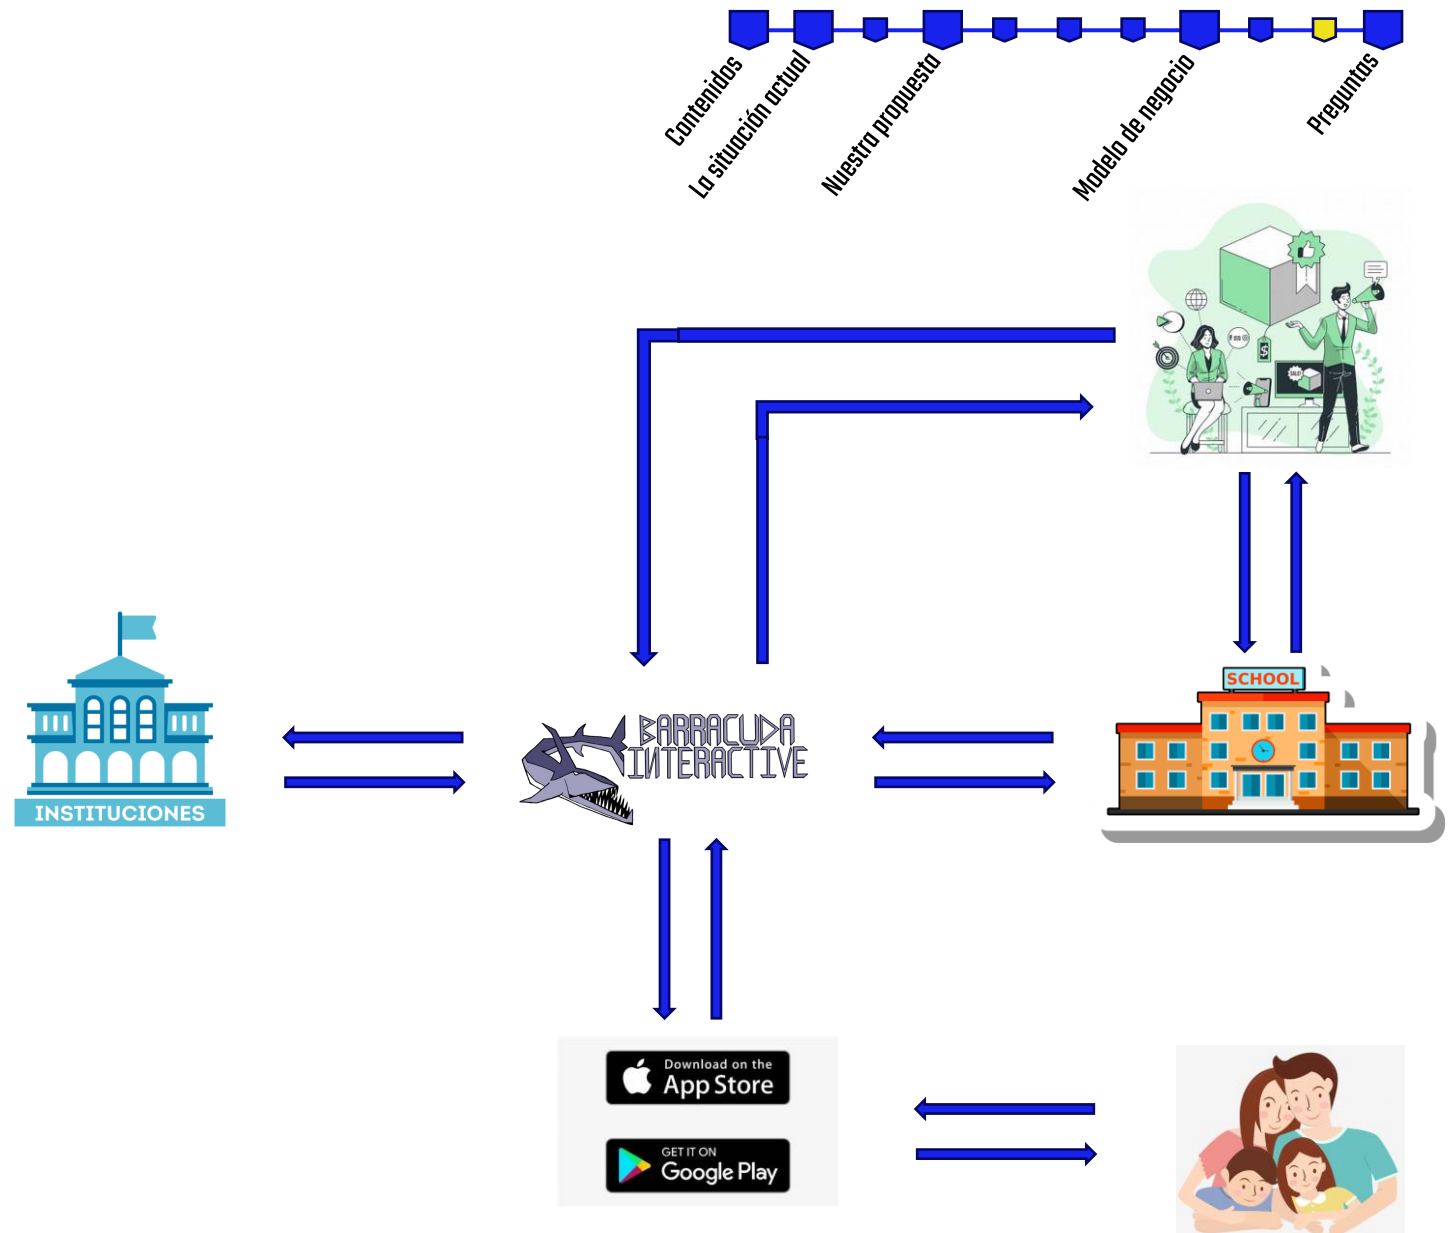 Contenidos
La situación actual
Nuestra propuesta
Modelo de negocio
Preguntas
$
SALE!
SCHOOL
INSTITUCIONES
BARRACUDA
INTERACTIVE
Download on the
App Store
GET IT ON
Google Play